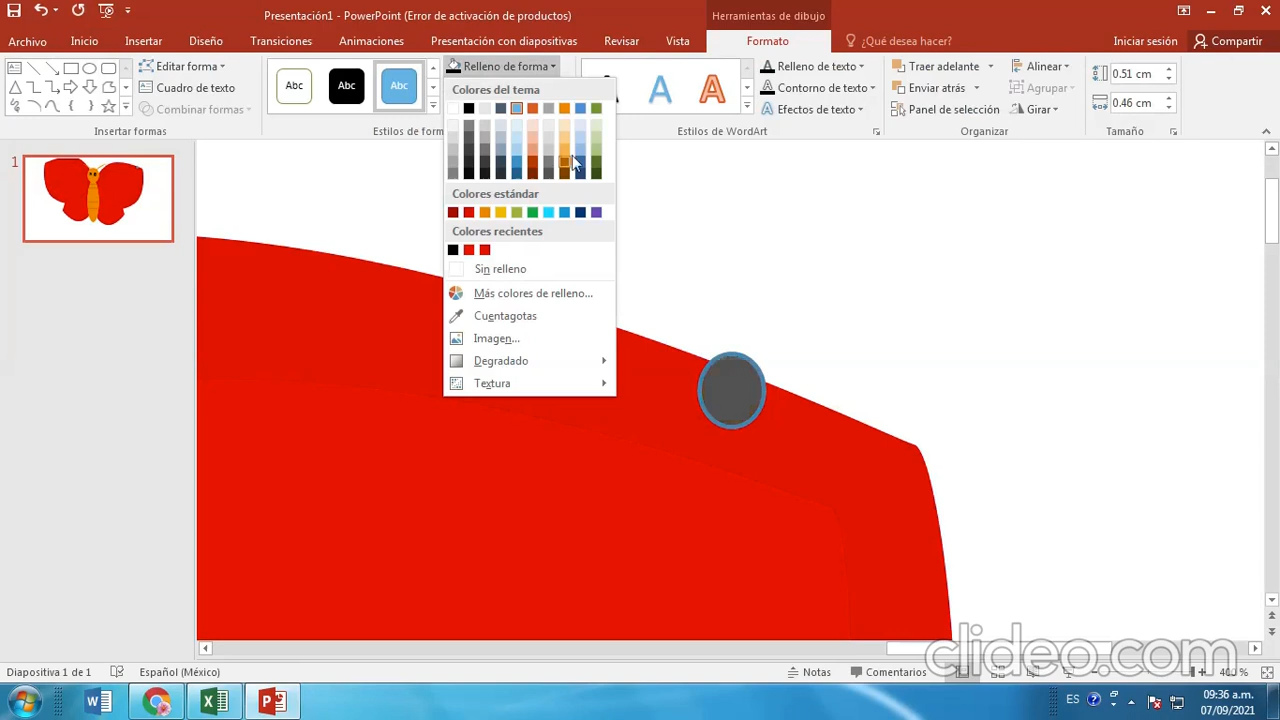 Presentación1 - PowerPoint (Error de activación de productos)
Herramientas de dibujo
Archivo Inicio Insertar Diseño Transiciones Animaciones Presentación con diapositivas Revisar Vista Formato ¿Qué desea hacer? Iniciar sesión Compartir
Editar forma
Cuadro de texto
Combinar formas
Insertar formas
Abc Abc Abc
Estilos de f
Relleno de forma
Colores del tema
Colores estándar
Colores recientes
Sin relleno
Más colores de relleno...
Cuentagotas
Imagen...
Degradado
Textura
A A
Relleno de texto
Contorno de texto
Efectos de texto
Estilos de WordArt
Traer adelante
Enviar atrás
Panel de selección
Organizar
Alinear
Agrupar
Girar
0.51 cm
0.46 cm
Tamaño
1
clideo.com
Diapositiva 1 de 1 Español (México) Notas Comentarios 400 %
ES
09:36 a.m.
07/09/2021